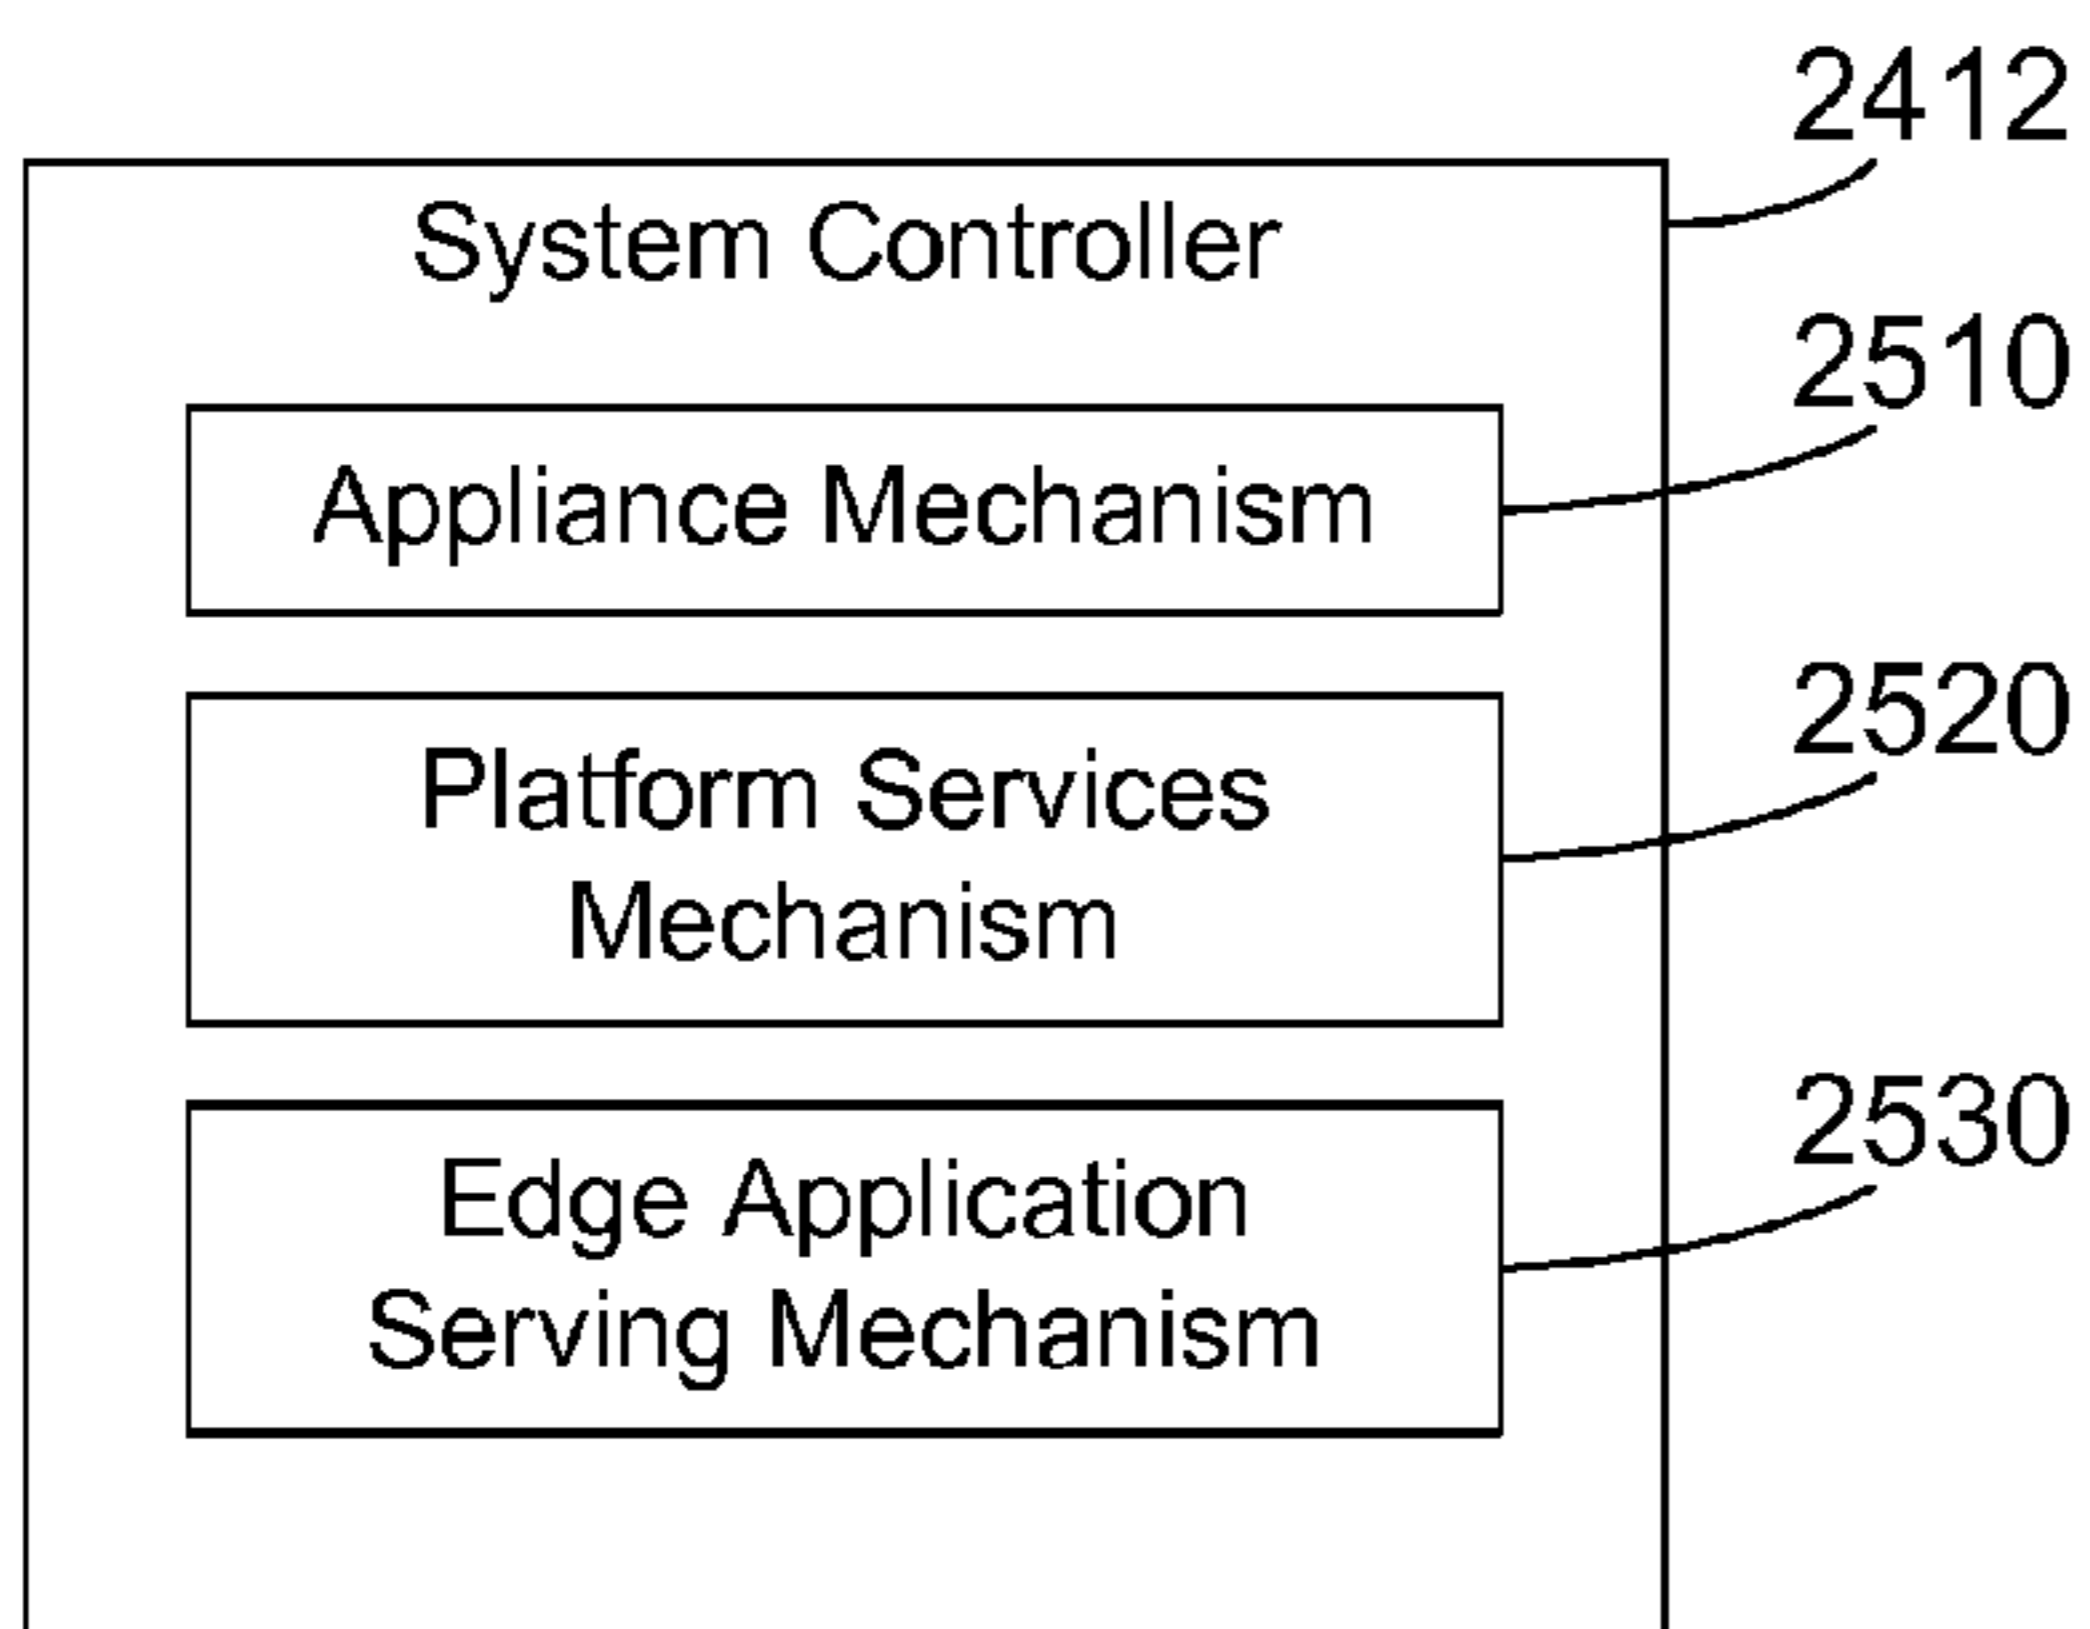 2412
System Controller
2510
Appliance Mechanism
2520
Platform Services
Mechanism
2530
Edge Application
Serving Mechanism